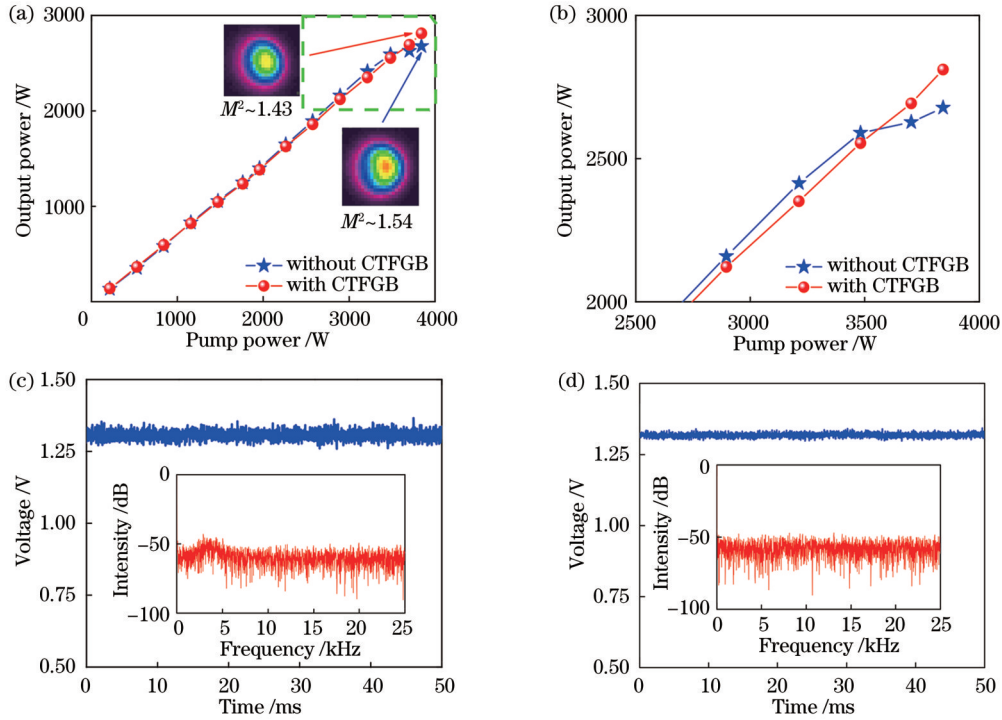 (a)
3000
2000
1000
Output power /W
M²~1.43
M²~1.54
without CTFGB
with CTFGB
0
1000
2000
3000
4000
Pump power /W
(b)
3000
2500
2000
Output power /W
without CTFGB
with CTFGB
2500
3000
3500
4000
Pump power /W
(c)
1.50
1.25
1.00
0.75
0.50
Voltage /V
0
−50
−100
Intensity /dB
0 5 10 15 20 25
Frequency /kHz
0 10 20 30 40 50
Time /ms
(d)
1.50
1.25
1.00
0.75
0.50
Voltage /V
0
−50
−100
Intensity /dB
0 5 10 15 20 25
Frequency /kHz
0 10 20 30 40 50
Time /ms